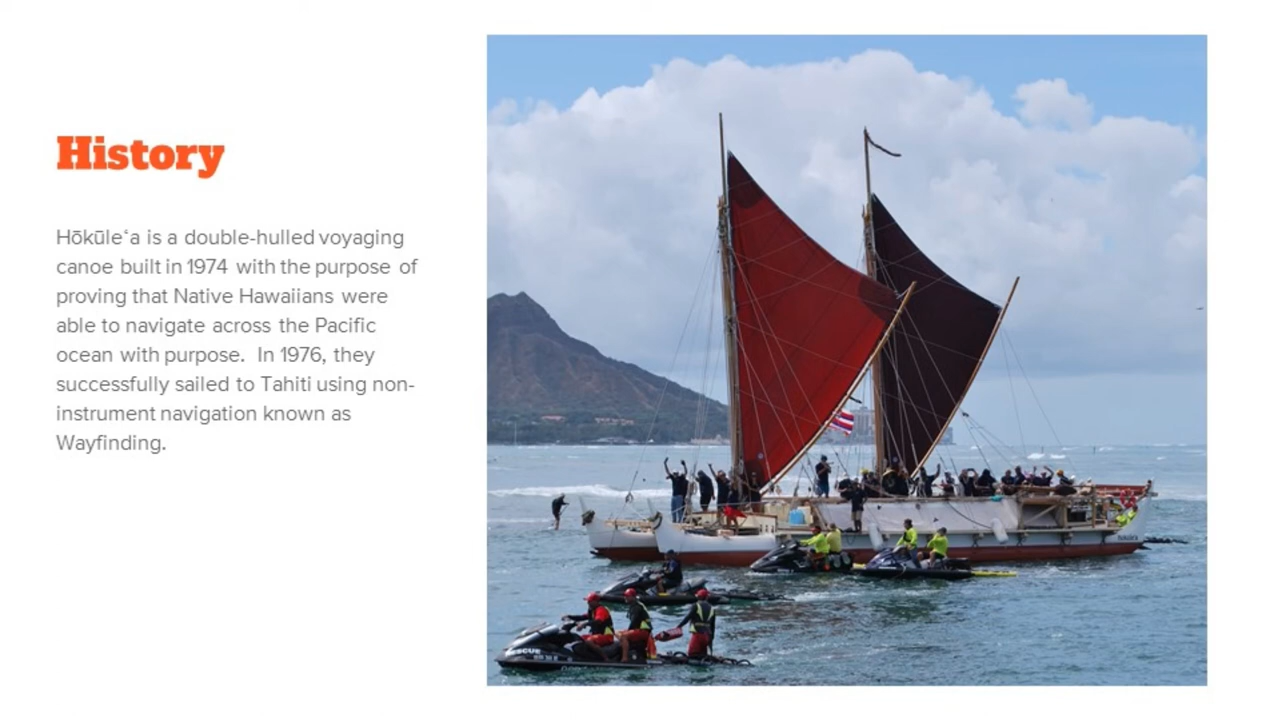 History
Hōkūleʻa is a double-hulled voyaging
canoe built in 1974 with the purpose of
proving that Native Hawaiians were
able to navigate across the Pacific
ocean with purpose. In 1976, they
successfully sailed to Tahiti using non-
instrument navigation known as
Wayfinding.
RESCUE